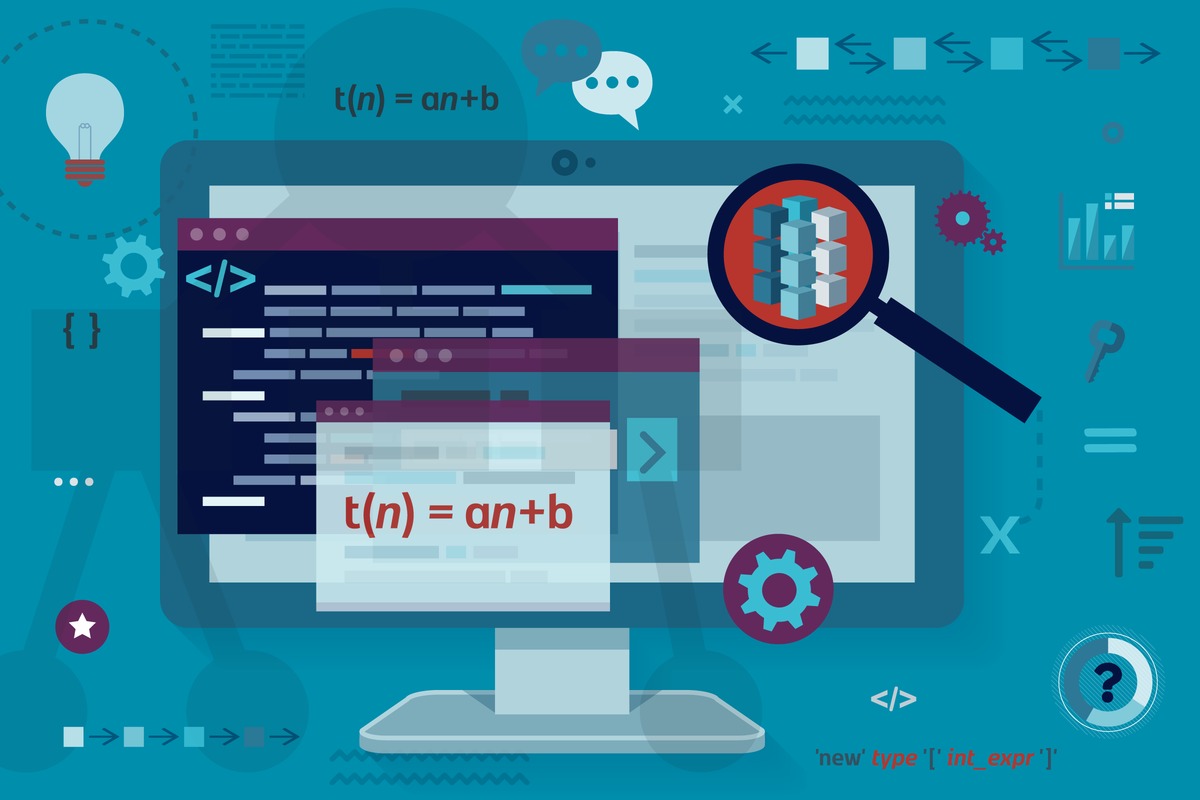 t(n) = an+b
</>
{ }
t(n) = an+b
X
?
</>
'new' type '[' int_expr ']'